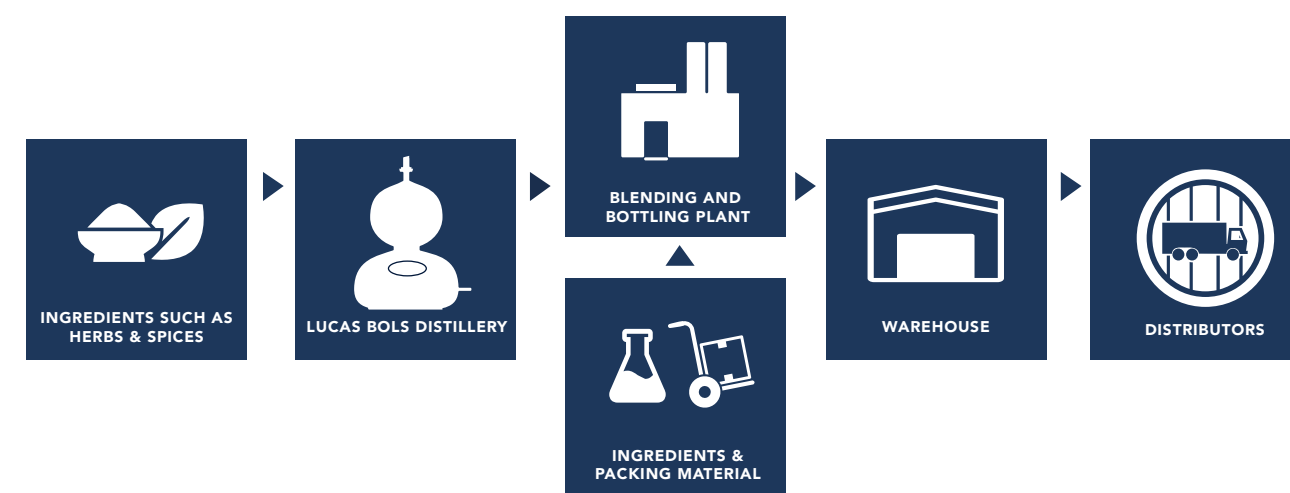 INGREDIENTS SUCH AS
HERBS & SPICES
LUCAS BOLS DISTILLERY
BLENDING AND
BOTTLING PLANT
INGREDIENTS &
PACKING MATERIAL
WAREHOUSE
DISTRIBUTORS